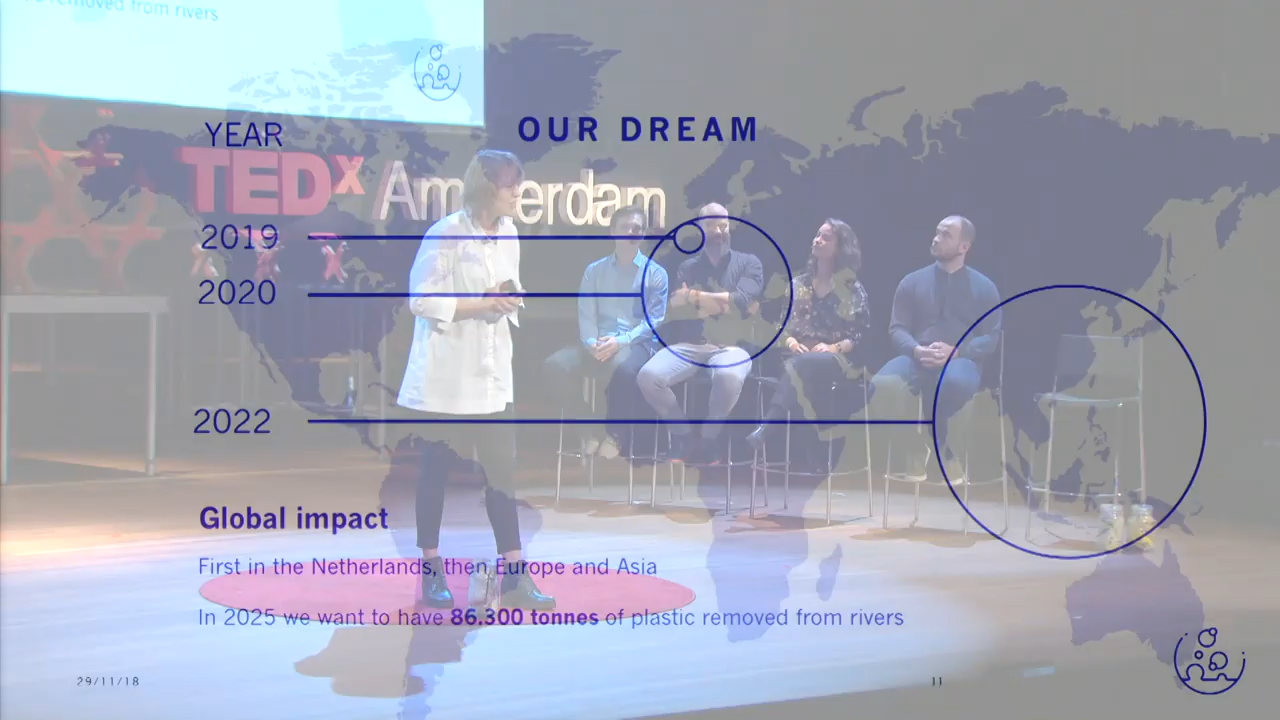 removed from rivers
YEAR
OUR DREAM
TEDx Amsterdam
2019
2020
2022
Global impact
First in the Netherlands, then Europe and Asia
In 2025 we want to have 86.300 tonnes of plastic removed from rivers
29/11/18
11